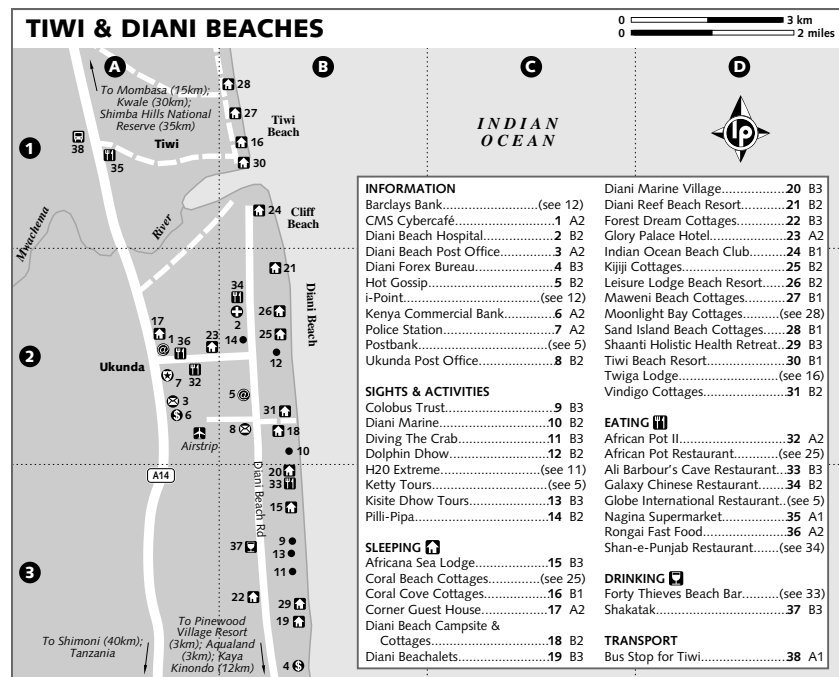 TIWI & DIANI BEACHES
0 3 km
0 2 miles
A
B
C
D
1
2
3
To Mombasa (15km);
Kwale (30km);
Shimba Hills National
Reserve (35km)
Tiwi
38
35
28
27
16
30
Tiwi
Beach
INDIAN
OCEAN
lp
Mwachema
River
24
Cliff
Beach
21
Diani Beach
34
2
26
25
14
12
17
1
36
23
Ukunda
7
32
3
6
5
31
8
18
Airstrip
10
A14
Diani Beach Rd
20
33
15
9
37
13
11
22
29
19
4
To Shimoni (40km);
Tanzania
To Pinewood
Village Resort
(3km); Aqualand
(3km); Kaya
Kinondo (12km)
INFORMATION
Barclays Bank...(see 12)
CMS Cybercafé...1 A2
Diani Beach Hospital...2 B2
Diani Beach Post Office...3 A2
Diani Forex Bureau...4 B3
Hot Gossip...5 B2
i-Point...(see 12)
Kenya Commercial Bank...6 A2
Police Station...7 A2
Postbank...(see 5)
Ukunda Post Office...8 B2
SIGHTS & ACTIVITIES
Colobus Trust...9 B3
Diani Marine...10 B2
Diving The Crab...11 B3
Dolphin Dhow...12 B2
H20 Extreme...(see 11)
Ketty Tours...(see 5)
Kisite Dhow Tours...13 B3
Pilli-Pipa...14 B2
SLEEPING
Africana Sea Lodge...15 B3
Coral Beach Cottages...(see 25)
Coral Cove Cottages...16 B1
Corner Guest House...17 A2
Diani Beach Campsite &
Cottages...18 B2
Diani Beachalets...19 B3
Diani Marine Village...20 B3
Diani Reef Beach Resort...21 B2
Forest Dream Cottages...22 B3
Glory Palace Hotel...23 A2
Indian Ocean Beach Club...24 B1
Kijiji Cottages...25 B2
Leisure Lodge Beach Resort...26 B2
Maweni Beach Cottages...27 B1
Moonlight Bay Cottages...(see 28)
Sand Island Beach Cottages...28 B1
Shaanti Holistic Health Retreat..29 B3
Tiwi Beach Resort...30 B1
Twiga Lodge...(see 16)
Vindigo Cottages...31 B2
EATING
African Pot II...32 A2
African Pot Restaurant...(see 25)
Ali Barbour's Cave Restaurant...33 B3
Galaxy Chinese Restaurant...34 B2
Globe International Restaurant..(see 5)
Nagina Supermarket...35 A1
Rongai Fast Food...36 A2
Shan-e-Punjab Restaurant...(see 34)
DRINKING
Forty Thieves Beach Bar...(see 33)
Shakatak...37 B3
TRANSPORT
Bus Stop for Tiwi...38 A1